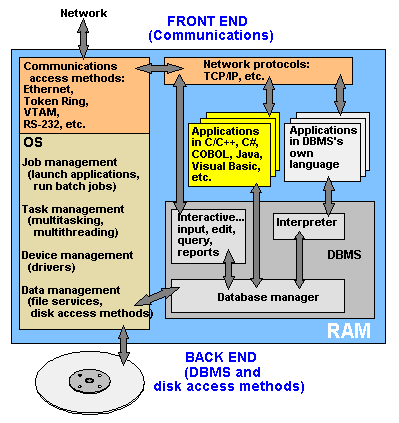 Network
FRONT END
(Communications)
Communications
access methods:
Ethernet,
Token Ring,
VTAM,
RS-232, etc.
Network protocols:
TCP/IP, etc.
Applications
in C/C++, C#,
COBOL, Java,
Visual Basic,
etc.
Applications
in DBMS's
own
language
OS
Job management
(launch applications,
run batch jobs)
Task management
(multitasking,
multithreading)
Device management
(drivers)
Data management
(file services,
disk access methods)
Interactive...
input, edit,
query,
reports
Interpreter
DBMS
Database manager
RAM
BACK END
(DBMS and
disk access methods)